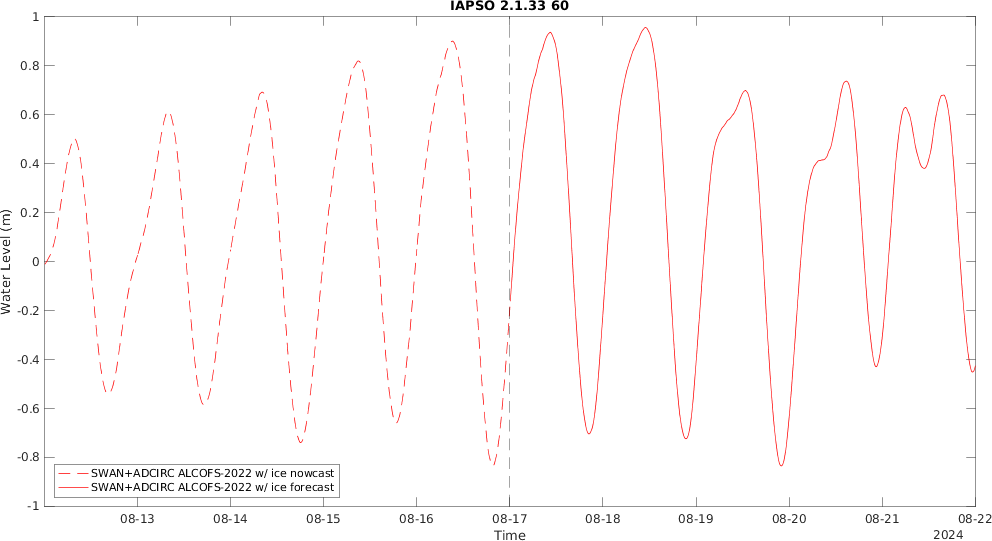 IAPSO 2.1.33 60
1
0.8
0.6
0.4
0.2
0
-0.2
-0.4
-0.6
-0.8
-1
Water Level (m)
SWAN+ADCIRC ALCOFS-2022 w/ ice nowcast
SWAN+ADCIRC ALCOFS-2022 w/ ice forecast
08-13 08-14 08-15 08-16 08-17 08-18 08-19 08-20 08-21 08-22
Time
2024